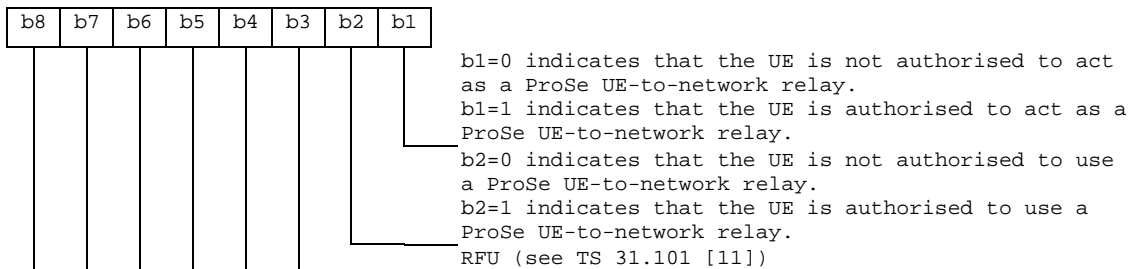 b8 b7 b6 b5 b4 b3 b2 b1
b1=0 indicates that the UE is not authorised to act
as a ProSe UE-to-network relay.
b1=1 indicates that the UE is authorised to act as a
ProSe UE-to-network relay.
b2=0 indicates that the UE is not authorised to use
a ProSe UE-to-network relay.
b2=1 indicates that the UE is authorised to use a
ProSe UE-to-network relay.
RFU (see TS 31.101 [11])